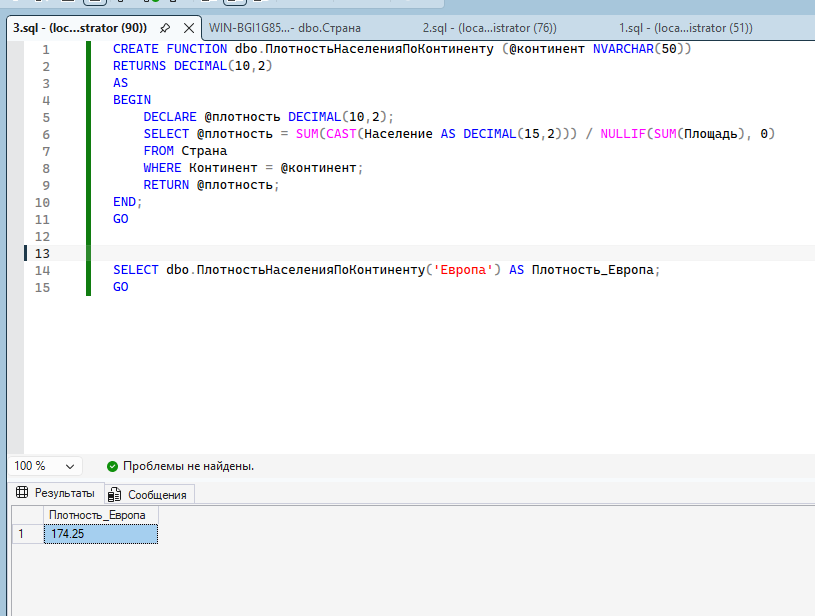 3.sql - (loc...strator (90)) WIN-BGI1G85...- dbo.Страна 2.sql - (loca...istrator (76)) 1.sql - (loca...istrator (51))
1 CREATE FUNCTION dbo.ПлотностьНаселенияПоКонтиненту (@континент NVARCHAR(50))
2 RETURNS DECIMAL(10,2)
3 AS
4 BEGIN
5 DECLARE @плотность DECIMAL(10,2);
6 SELECT @плотность = SUM(CAST(Население AS DECIMAL(15,2))) / NULLIF(SUM(Площадь), 0)
7 FROM Страна
8 WHERE Континент = @континент;
9 RETURN @плотность;
10 END;
11 GO
12
13
14 SELECT dbo.ПлотностьНаселенияПоКонтиненту('Европа') AS Плотность_Европа;
15 GO
100 % Проблемы не найдены.
Результаты Сообщения
Плотность_Европа
1 174.25